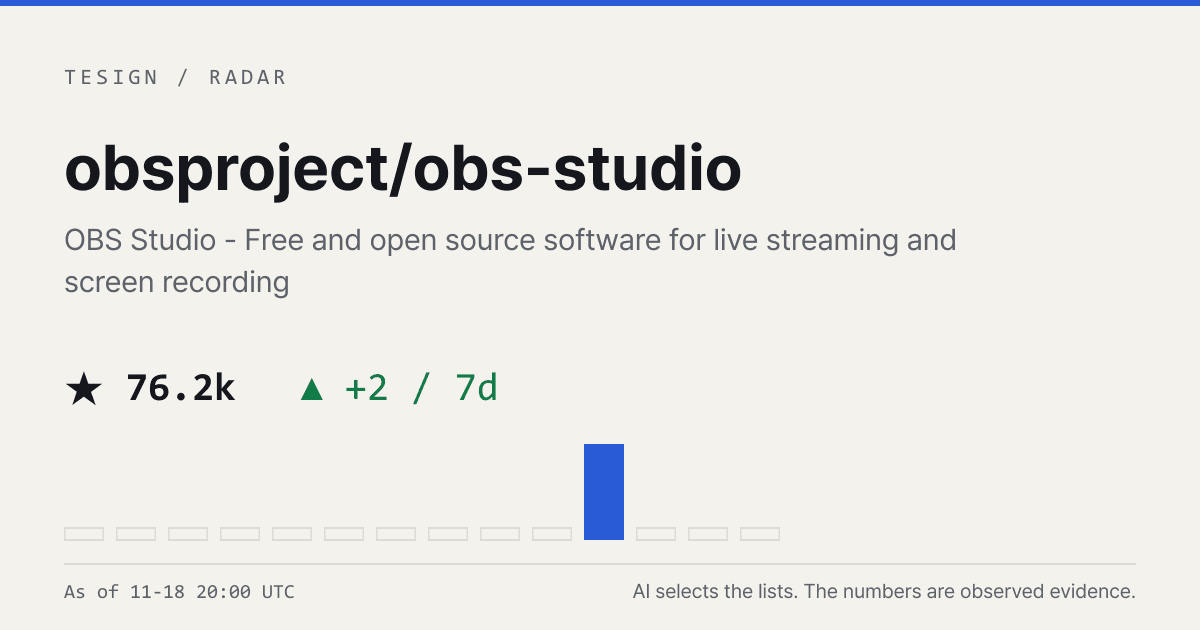 TESIGN / RADAR
obsproject/obs-studio
OBS Studio - Free and open source software for live streaming and
screen recording
★ 76.2k ▲ +2 / 7d
As of 11-18 20:00 UTC
AI selects the lists. The numbers are observed evidence.